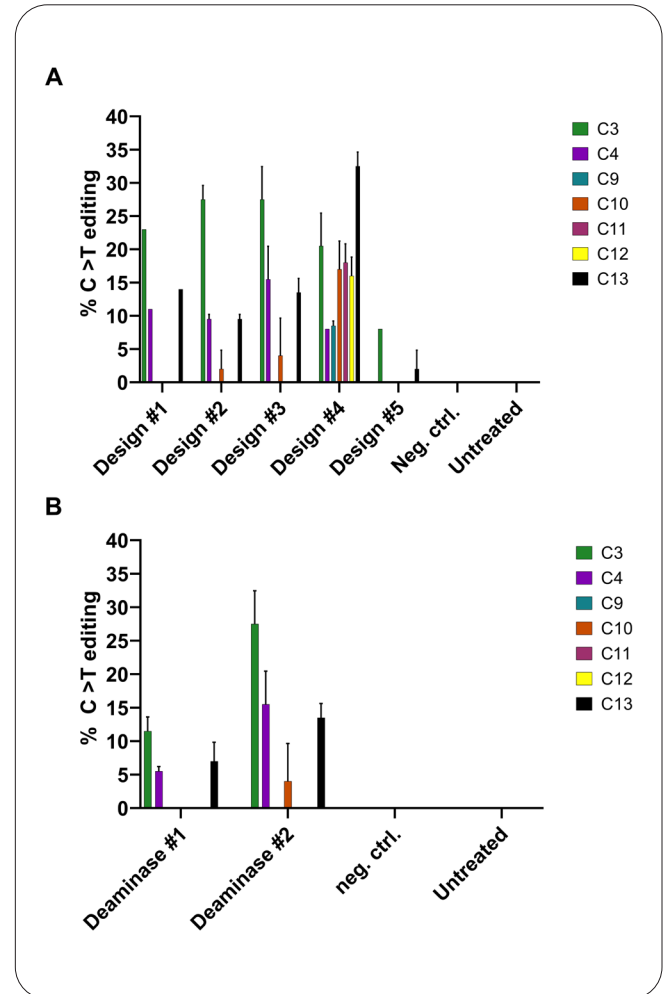 A
% C >T editing
40
35
30
25
20
15
10
5
0
Design #1
Design #2
Design #3
Design #4
Design #5
Neg. ctrl.
Untreated
C3
C4
C9
C10
C11
C12
C13
B
% C >T editing
40
35
30
25
20
15
10
5
0
Deaminase #1
Deaminase #2
neg. ctrl.
Untreated
C3
C4
C9
C10
C11
C12
C13